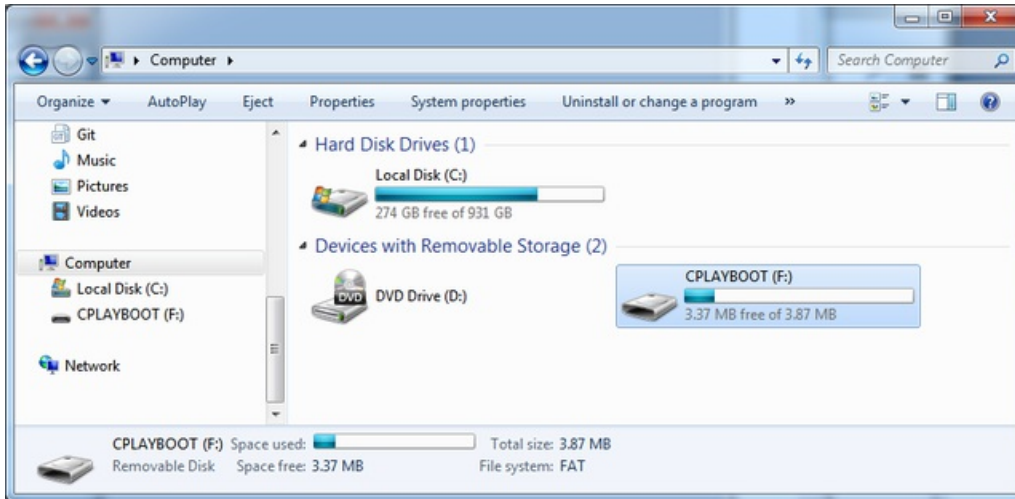 Computer
Search Computer
Organize AutoPlay Eject Properties System properties Uninstall or change a program »
Git
Music
Pictures
Videos
Computer
Local Disk (C:)
CPLAYBOOT (F:)
Network
Hard Disk Drives (1)
Local Disk (C:)
274 GB free of 931 GB
Devices with Removable Storage (2)
DVD
DVD Drive (D:)
CPLAYBOOT (F:)
3.37 MB free of 3.87 MB
CPLAYBOOT (F:) Space used: Total size: 3.87 MB
Removable Disk Space free: 3.37 MB File system: FAT